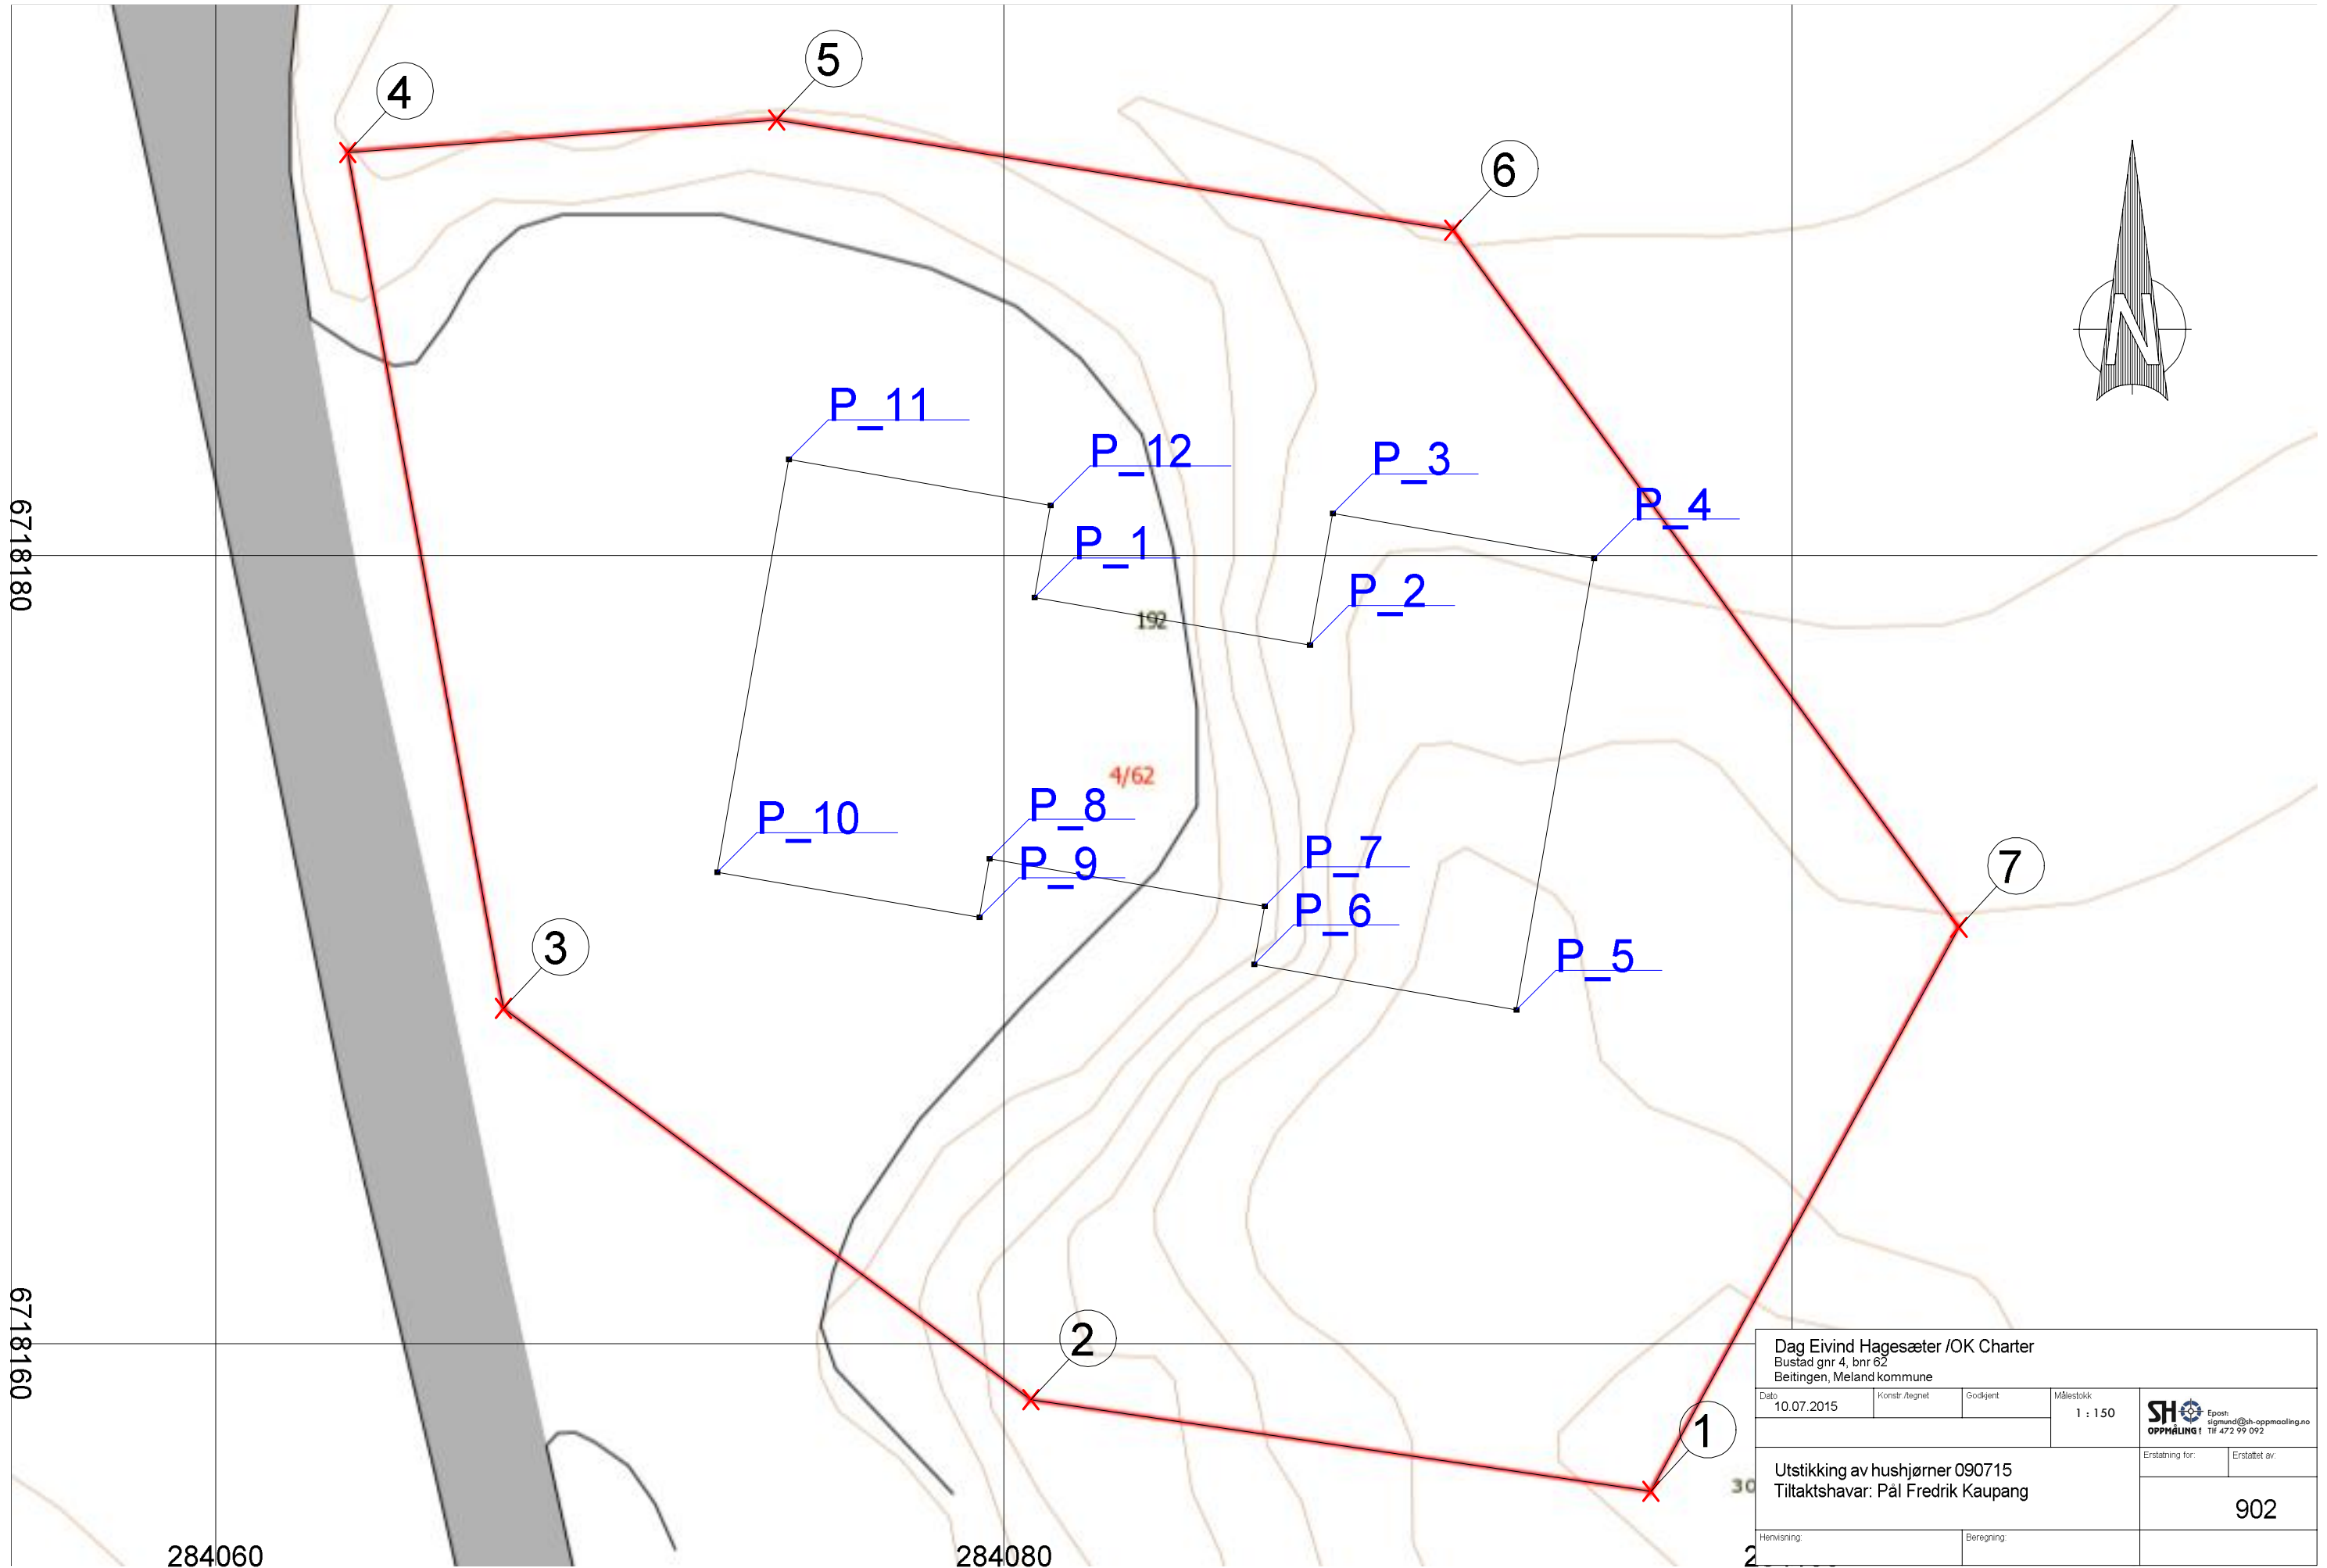 5
4
6
N
P_11
P_12
P_3
P_4
P_1
P_2
6718180
192
4/62
P_10
P_8
P_9
P_7
P_6
P_5
7
3
2
1
6718160
30
284060
284080
Dag Eivind Hagesæter /OK Charter
Bustad gnr 4, bnr 62
Beitingen, Meland kommune
Dato
10.07.2015
Konstr./tegnet
Godkjent
Målestokk
1 : 150
SH
OPPMÅLING!
Epost:
sigmund@sh-oppmaaling.no
Tlf 472 99 092
Utstikking av hushjørner 090715
Tiltaktshavar: Pål Fredrik Kaupang
Erstatning for:
Erstattet av:
902
Henvisning:
Beregning: